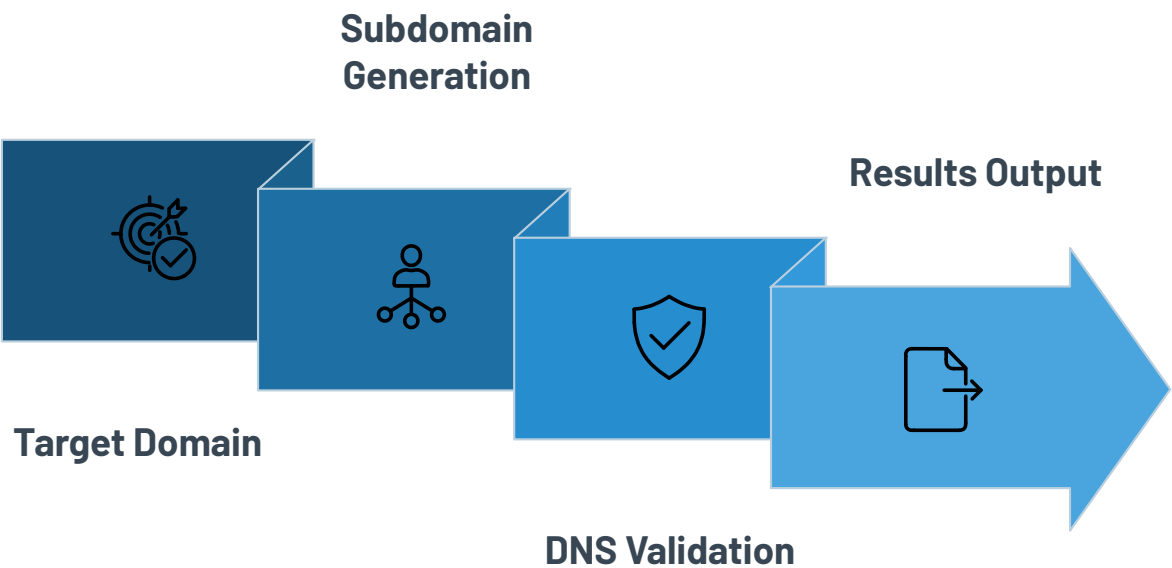 Subdomain
Generation
Results Output
Target Domain
DNS Validation